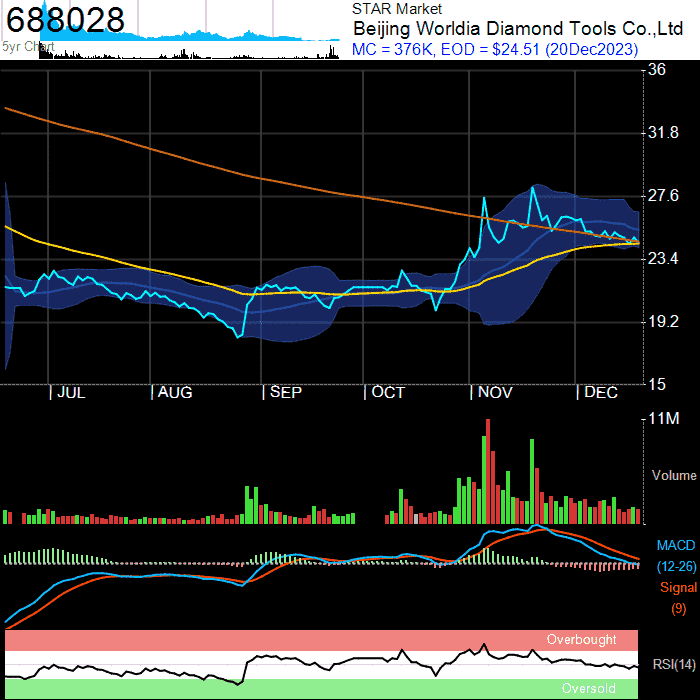 688028
5yr Chart
STAR Market
Beijing Worldia Diamond Tools Co.,Ltd
MC = 376K, EOD = $24.51 (20Dec2023)
36
31.8
27.6
23.4
19.2
15
JUL
AUG
SEP
OCT
NOV
DEC
11M
Volume
MACD
(12-26)
Signal
(9)
Overbought
RSI(14)
Oversold